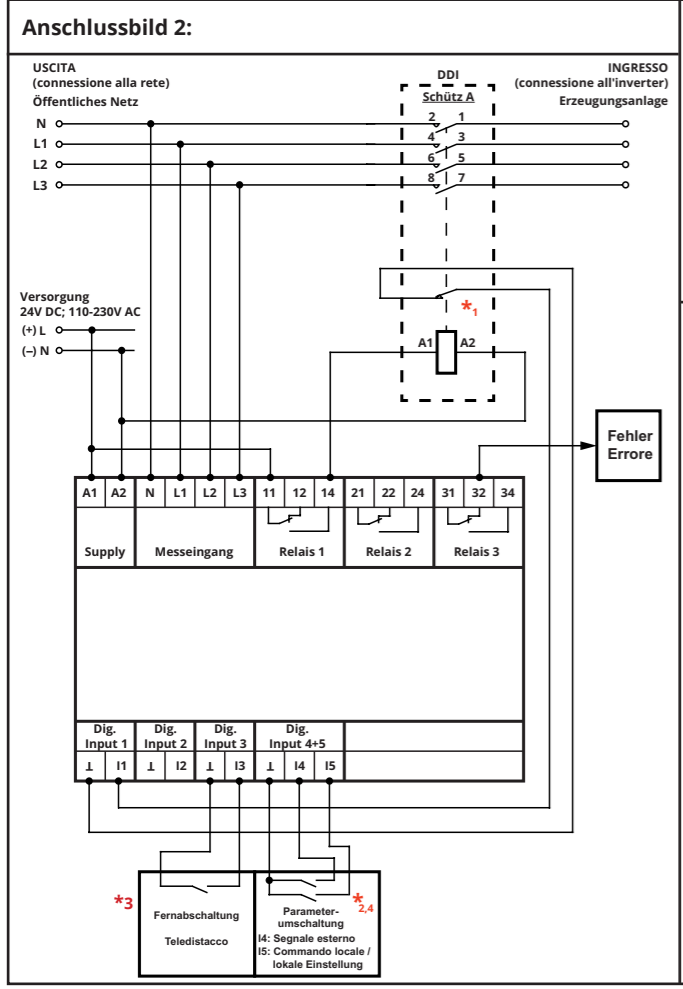 Anschlussbild 2:
USCITA
(connessione alla rete)
Öffentliches Netz
DDI
Schütz A
INGRESSO
(connessione all'inverter)
Erzeugungsanlage
N 2 1
L1 4 3
L2 6 5
L3 8 7
Versorgung
24V DC; 110-230V AC
(+) L
(–) N
*1
A1 A2
Fehler
Errore
A1 A2 N L1 L2 L3 11 12 14 21 22 24 31 32 34
Supply Messeingang Relais 1 Relais 2 Relais 3
Dig. Input 1
Dig. Input 2
Dig. Input 3
Dig. Input 4+5
⊥ I1 ⊥ I2 ⊥ I3 ⊥ I4 I5
*3
Fernabschaltung
Teledistacco
*2,4
Parameter-
umschaltung
I4: Segnale esterno
I5: Commando locale /
lokale Einstellung